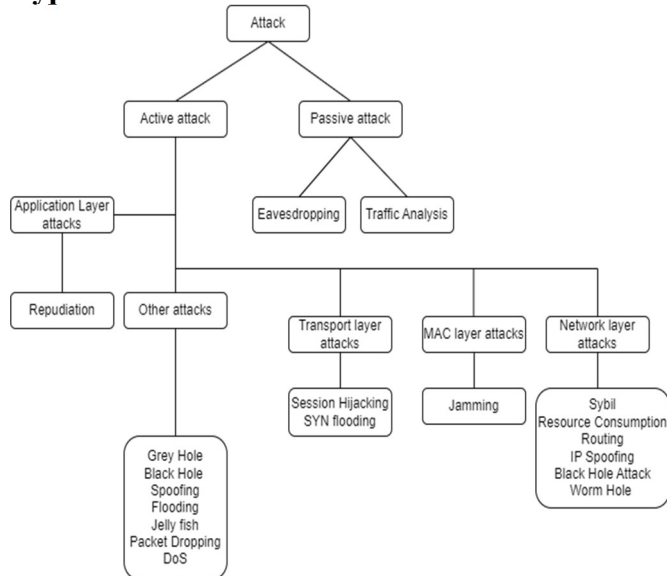 Attack
Active attack
Passive attack
Application Layer
attacks
Eavesdropping
Traffic Analysis
Repudiation
Other attacks
Transport layer
attacks
MAC layer attacks
Network layer
attacks
Session Hijacking
SYN flooding
Jamming
Sybil
Resource Consumption
Routing
IP Spoofing
Black Hole Attack
Worm Hole
Grey Hole
Black Hole
Spoofing
Flooding
Jelly fish
Packet Dropping
DoS